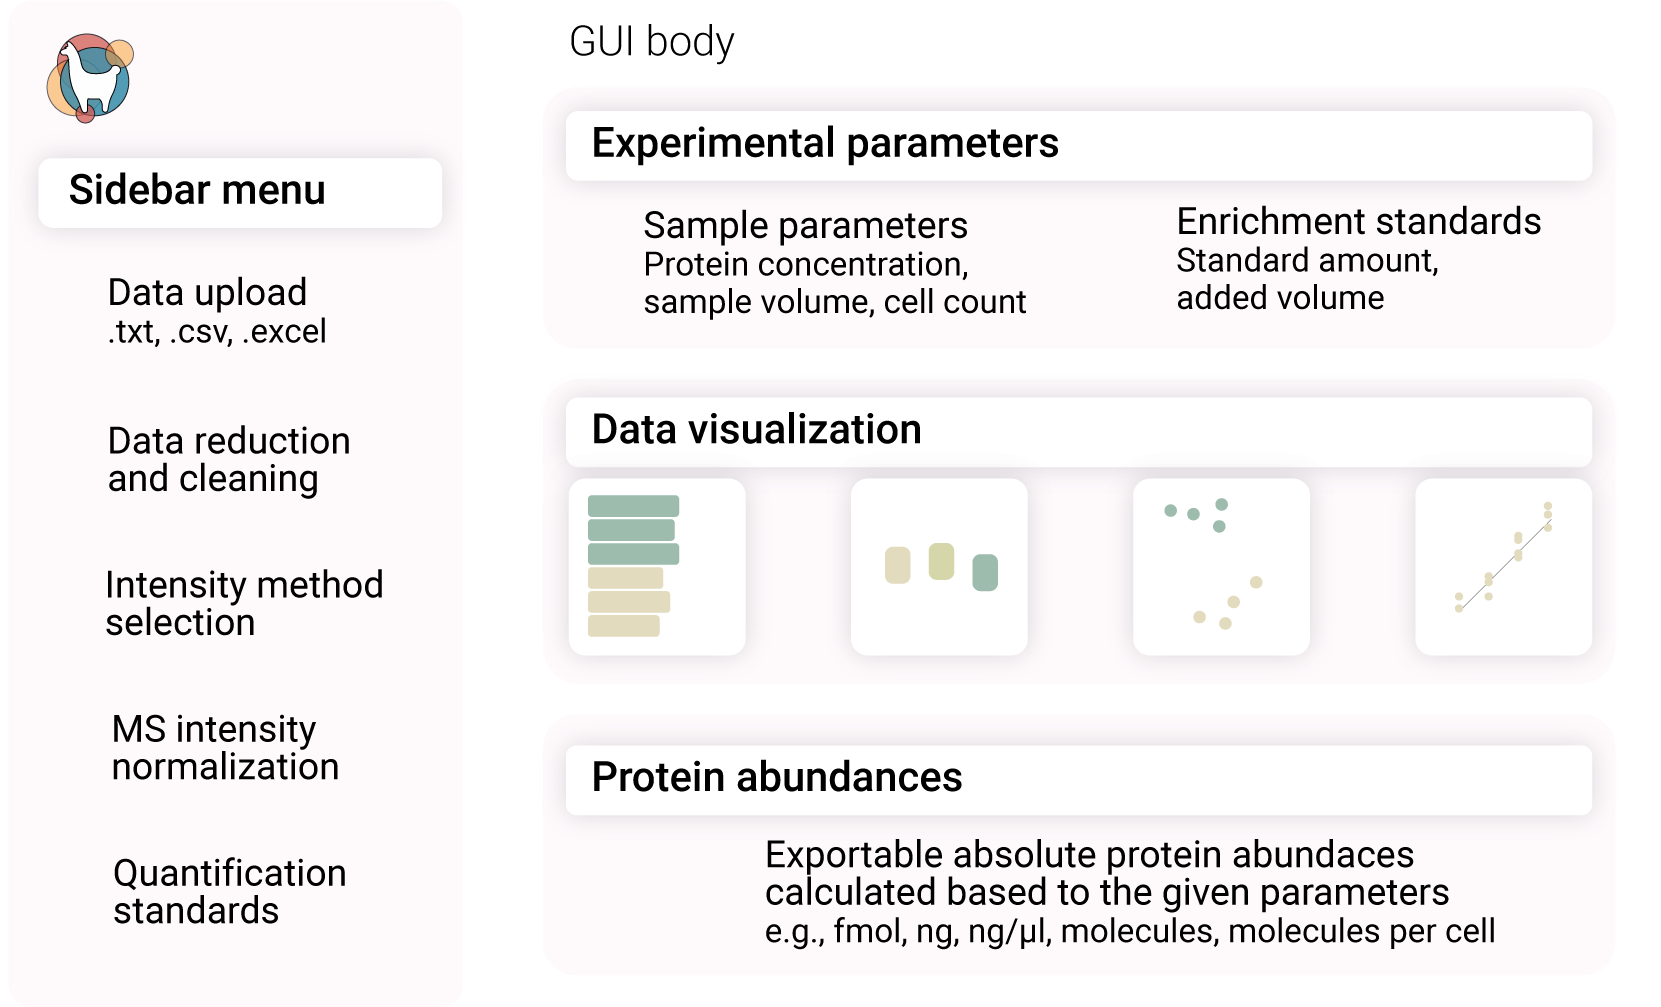 Sidebar menu
Data upload
.txt, .csv, .excel
Data reduction
and cleaning
Intensity method
selection
MS intensity
normalization
Quantification
standards
GUI body
Experimental parameters
Sample parameters
Protein concentration,
sample volume, cell count
Enrichment standards
Standard amount,
added volume
Data visualization
Protein abundances
Exportable absolute protein abundaces
calculated based to the given parameters
e.g., fmol, ng, ng/µl, molecules, molecules per cell